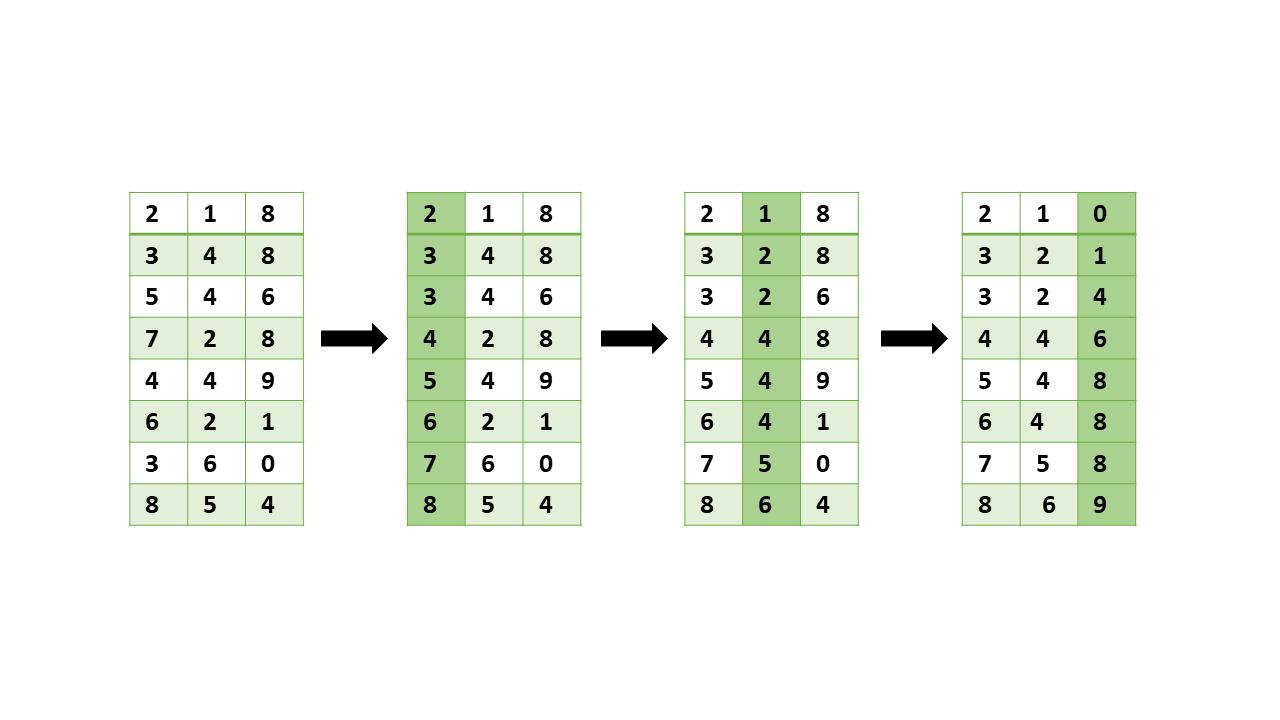 2 1 8 2 1 8 2 1 8 2 1 0
3 4 8 3 4 8 3 2 8 3 2 1
5 4 6 3 4 6 3 2 6 3 2 4
7 2 8 4 2 8 4 4 8 4 4 6
4 4 9 5 4 9 5 4 9 5 4 8
6 2 1 6 2 1 6 4 1 6 4 8
3 6 0 7 6 0 7 5 0 7 5 8
8 5 4 8 5 4 8 6 4 8 6 9